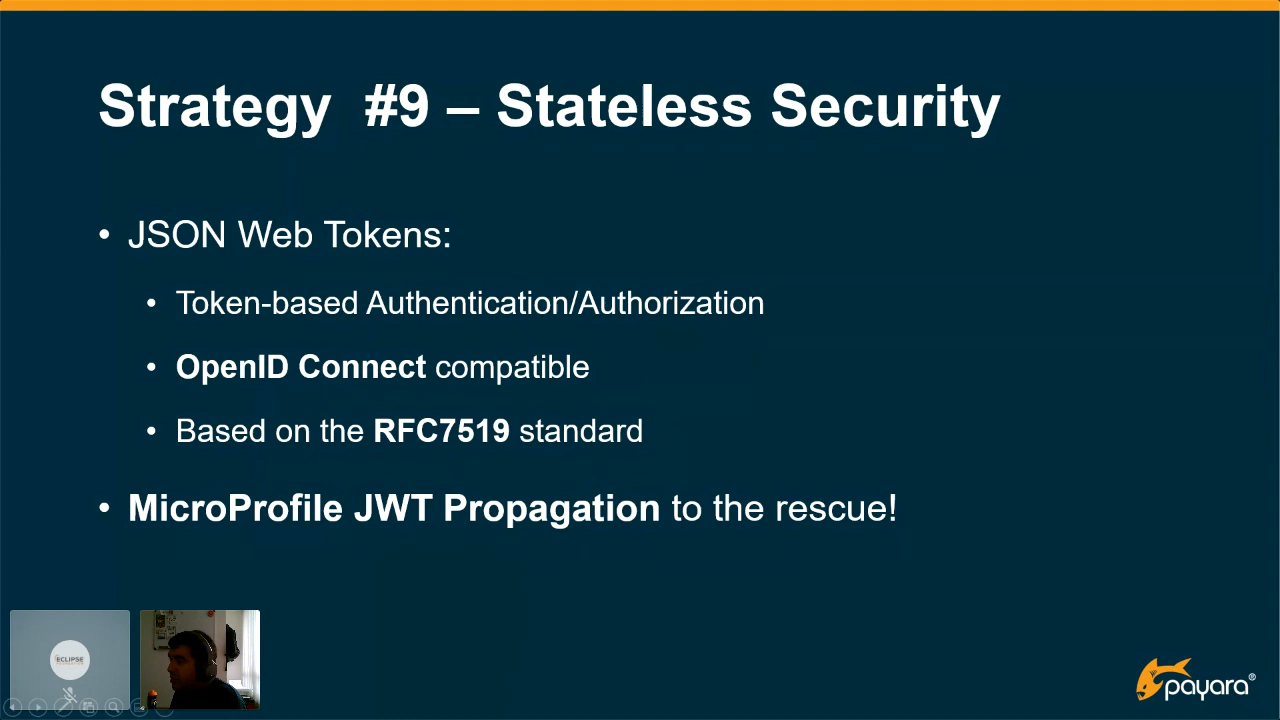 Strategy #9 – Stateless Security
• JSON Web Tokens:
• Token-based Authentication/Authorization
• OpenID Connect compatible
• Based on the RFC7519 standard
• MicroProfile JWT Propagation to the rescue!
ECLIPSE
FOUNDATION
payara®